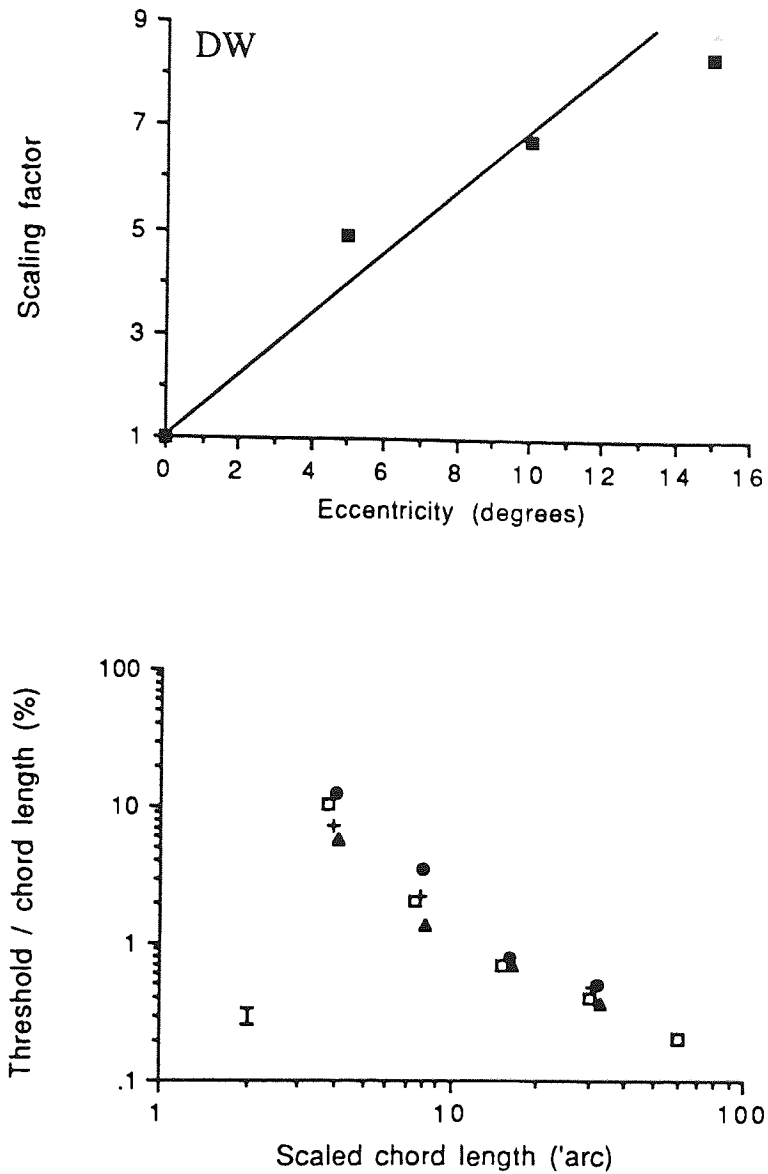 DW
Scaling factor
9
7
5
3
1
0 2 4 6 8 10 12 14 16
Eccentricity (degrees)
Threshold / chord length (%)
100
10
1
.1
1 10 100
Scaled chord length ('arc)